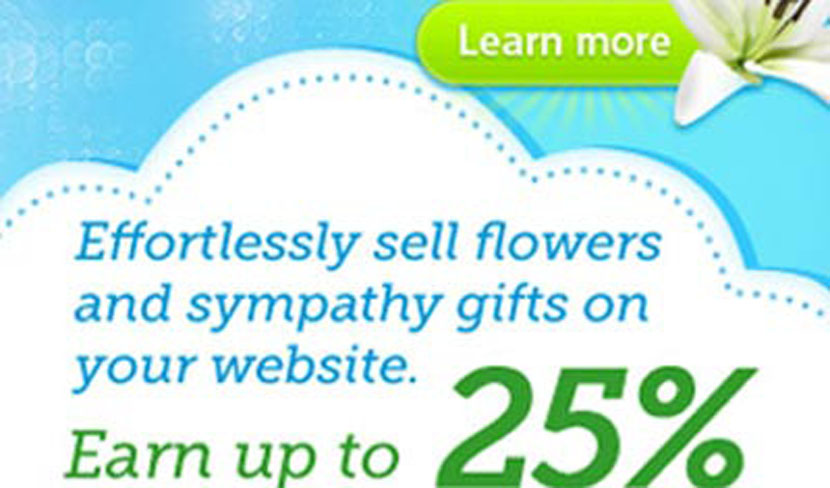 Learn more
Effortlessly sell flowers
and sympathy gifts on
your website.
Earn up to 25%